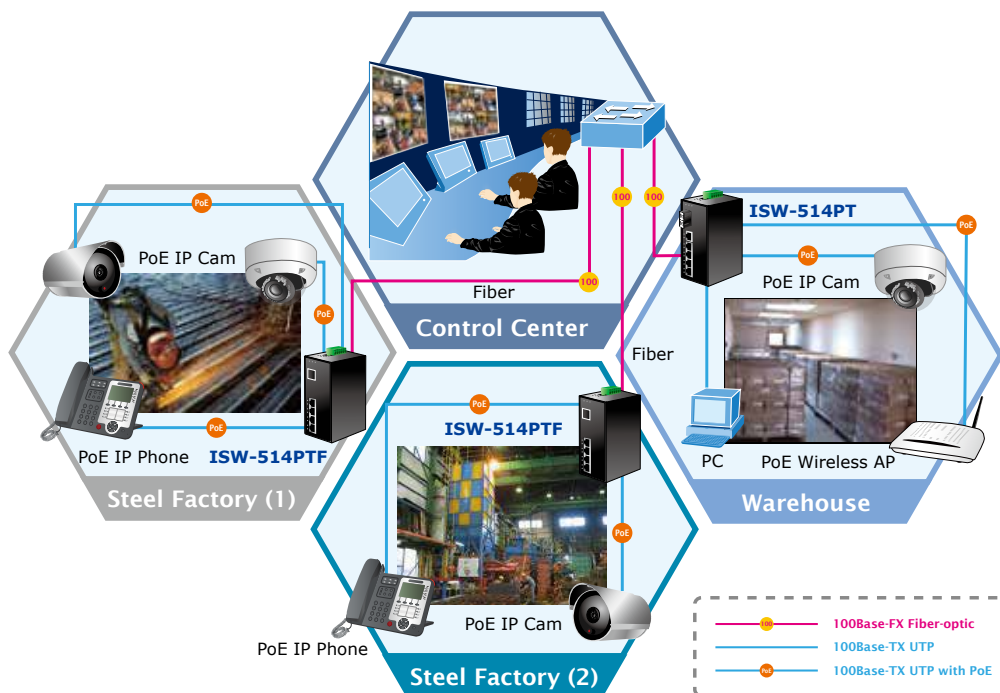 100
100
ISW-514PT
PoE
PoE
PoE
PoE IP Cam
PoE IP Cam
100
Fiber
PoE
Control Center
Fiber
PoE
PoE
ISW-514PTF
PoE IP Phone
ISW-514PTF
PC
PoE Wireless AP
Steel Factory (1)
Warehouse
PoE
PoE IP Cam
PoE IP Phone
Steel Factory (2)
100
100Base-FX Fiber-optic
100Base-TX UTP
PoE
100Base-TX UTP with PoE